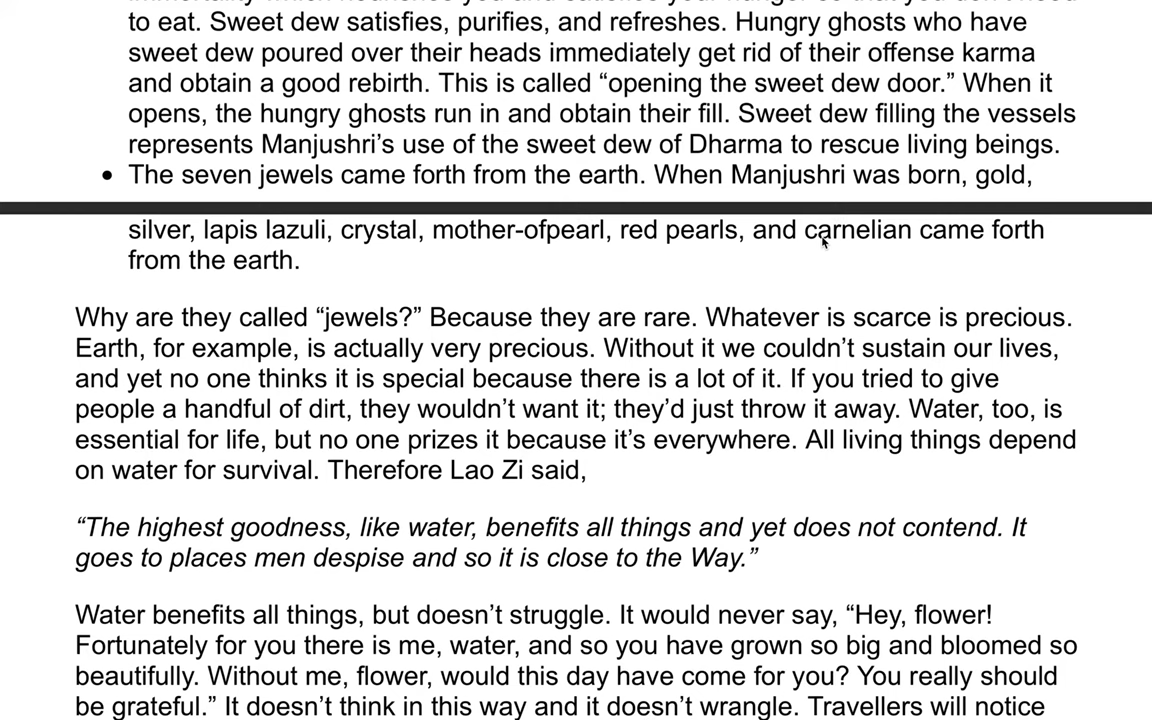 to eat. Sweet dew satisfies, purifies, and refreshes. Hungry ghosts who have
sweet dew poured over their heads immediately get rid of their offense karma
and obtain a good rebirth. This is called “opening the sweet dew door.” When it
opens, the hungry ghosts run in and obtain their fill. Sweet dew filling the vessels
represents Manjushri’s use of the sweet dew of Dharma to rescue living beings.
• The seven jewels came forth from the earth. When Manjushri was born, gold,
silver, lapis lazuli, crystal, mother-ofpearl, red pearls, and carnelian came forth
from the earth.
Why are they called “jewels?” Because they are rare. Whatever is scarce is precious.
Earth, for example, is actually very precious. Without it we couldn’t sustain our lives,
and yet no one thinks it is special because there is a lot of it. If you tried to give
people a handful of dirt, they wouldn’t want it; they’d just throw it away. Water, too, is
essential for life, but no one prizes it because it’s everywhere. All living things depend
on water for survival. Therefore Lao Zi said,
“The highest goodness, like water, benefits all things and yet does not contend. It
goes to places men despise and so it is close to the Way.”
Water benefits all things, but doesn’t struggle. It would never say, “Hey, flower!
Fortunately for you there is me, water, and so you have grown so big and bloomed so
beautifully. Without me, flower, would this day have come for you? You really should
be grateful.” It doesn’t think in this way and it doesn’t wrangle. Travellers will notice